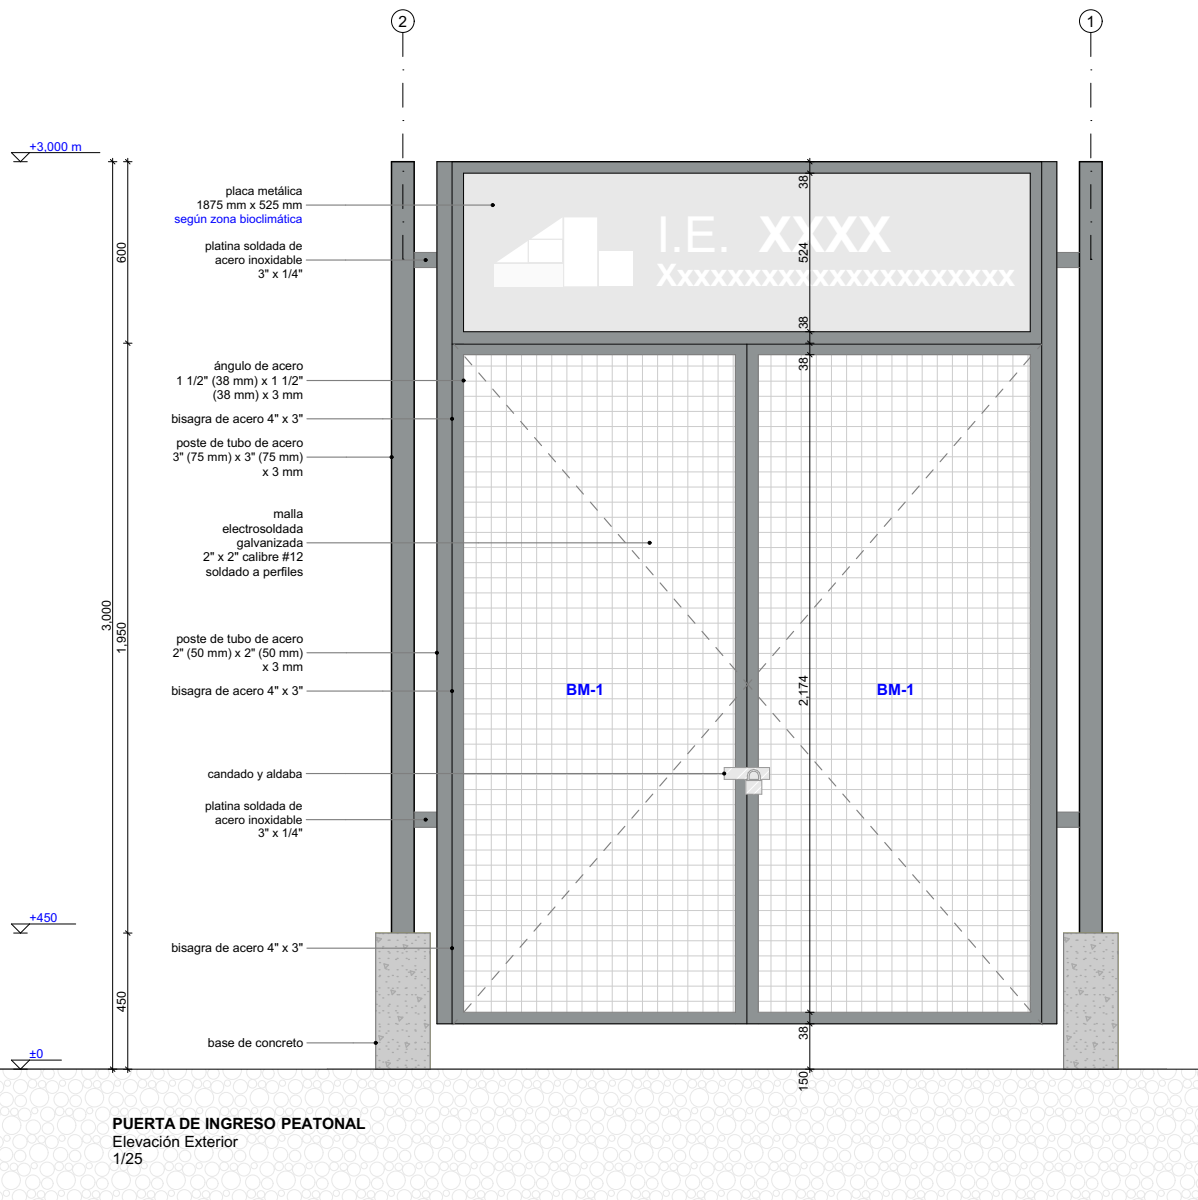 2
1
+3,000 m
placa metálica
1875 mm x 525 mm
según zona bioclimática
platina soldada de
acero inoxidable
3" x 1/4"
I.E. XXXX
Xxxxxxxxxxxxxxxxxxxxx
38
524
38
38
600
ángulo de acero
1 1/2" (38 mm) x 1 1/2"
(38 mm) x 3 mm
bisagra de acero 4" x 3"
poste de tubo de acero
3" (75 mm) x 3" (75 mm)
x 3 mm
malla
electrosoldada
galvanizada
2" x 2" calibre #12
soldado a perfiles
3,000
1,950
poste de tubo de acero
2" (50 mm) x 2" (50 mm)
x 3 mm
bisagra de acero 4" x 3"
BM-1
2,174
BM-1
candado y aldaba
platina soldada de
acero inoxidable
3" x 1/4"
+450
bisagra de acero 4" x 3"
450
base de concreto
38
±0
150
PUERTA DE INGRESO PEATONAL
Elevación Exterior
1/25